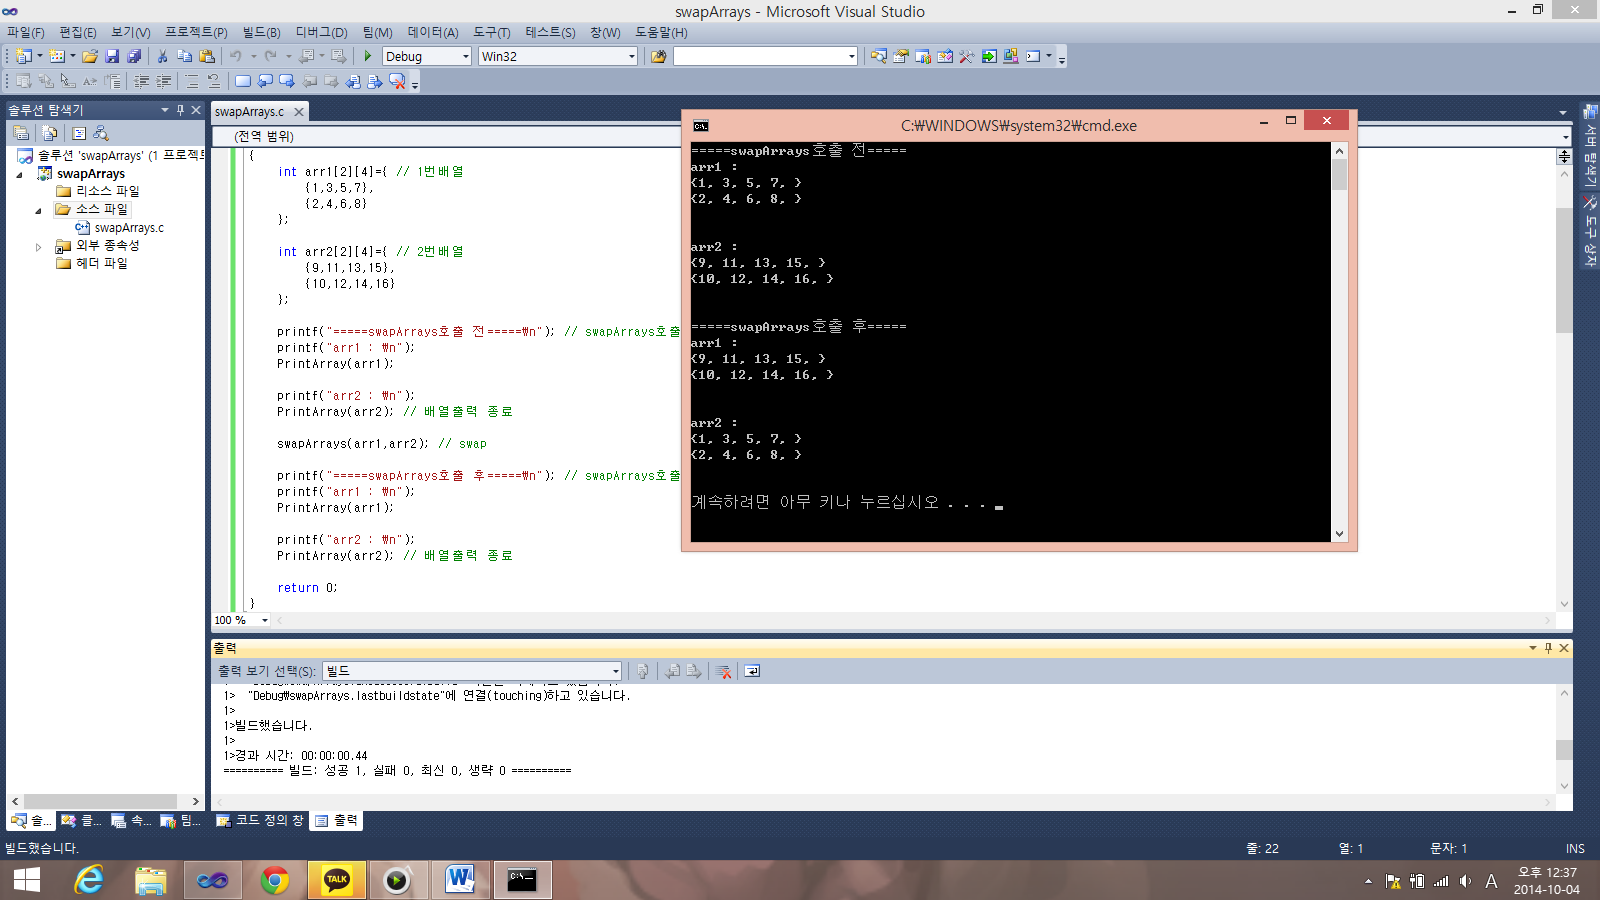 swapArrays - Microsoft Visual Studio
파일(F) 편집(E) 보기(V) 프로젝트(P) 빌드(B) 디버그(D) 팀(M) 데이터(A) 도구(T) 테스트(S) 창(W) 도움말(H)
Debug Win32
솔루션 탐색기
솔루션 'swapArrays' (1 프로젝트
swapArrays
리소스 파일
소스 파일
swapArrays.c
외부 종속성
헤더 파일
swapArrays.c
(전역 범위)
{
int arr1[2][4]={ // 1번배열
{1,3,5,7},
{2,4,6,8}
};
int arr2[2][4]={ // 2번배열
{9,11,13,15},
{10,12,14,16}
};
printf("=====swapArrays호출 전=====₩n"); // swapArrays호출
printf("arr1 : ₩n");
PrintArray(arr1);
printf("arr2 : ₩n");
PrintArray(arr2); // 배열출력 종료
swapArrays(arr1,arr2); // swap
printf("=====swapArrays호출 후=====₩n"); // swapArrays호출
printf("arr1 : ₩n");
PrintArray(arr1);
printf("arr2 : ₩n");
PrintArray(arr2); // 배열출력 종료
return 0;
}
100 %
C:\_
C:₩WINDOWS₩system32₩cmd.exe
=====swapArrays호출 전=====
arr1 :
{1, 3, 5, 7, }
{2, 4, 6, 8, }
arr2 :
{9, 11, 13, 15, }
{10, 12, 14, 16, }
=====swapArrays호출 후=====
arr1 :
{9, 11, 13, 15, }
{10, 12, 14, 16, }
arr2 :
{1, 3, 5, 7, }
{2, 4, 6, 8, }
계속하려면 아무 키나 누르십시오 . . .
서버 탐색기
도구 상자
출력
출력 보기 선택(S): 빌드
1> "Debug₩swapArrays.lastbuildstate"에 연결(touching)하고 있습니다.
1>
1>빌드했습니다.
1>
1>경과 시간: 00:00:00.44
========== 빌드: 성공 1, 실패 0, 최신 0, 생략 0 ==========
솔... 클... 속... 팀... 코드 정의 창 출력
빌드했습니다. 줄: 22 열: 1 문자: 1 INS
TALK
A
오후 12:37
2014-10-04